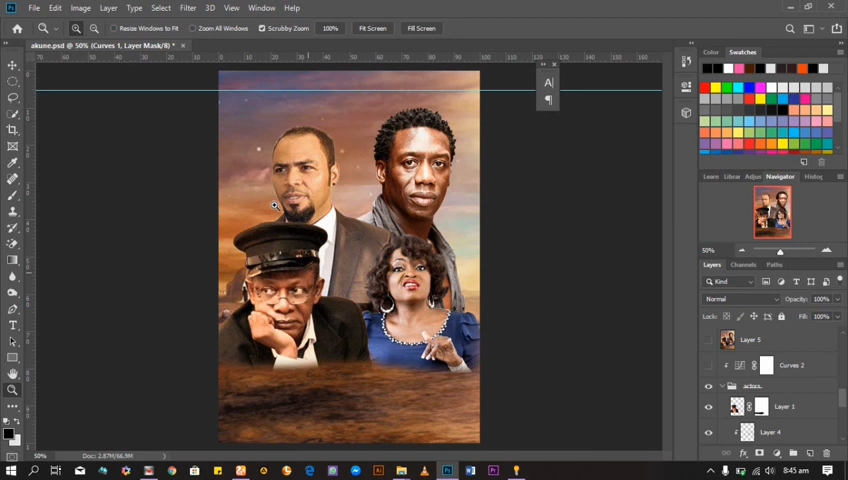 File Edit Image Layer Type Select Filter 3D View Window Help
Resize Windows to Fit Zoom All Windows Scrubby Zoom 100% Fit Screen Fill Screen
akune.psd @ 50% (Curves 1, Layer Mask/8) *
Color Swatches
Learn Librar Adjus Navigator Histog
50%
Layers Channels Paths
Kind
Normal Opacity: 100%
Lock: Fill: 100%
Layer 5
Curves 2
actors.
Layer 1
Layer 4
50% Doc: 2.87M/66.9M
8:45 am